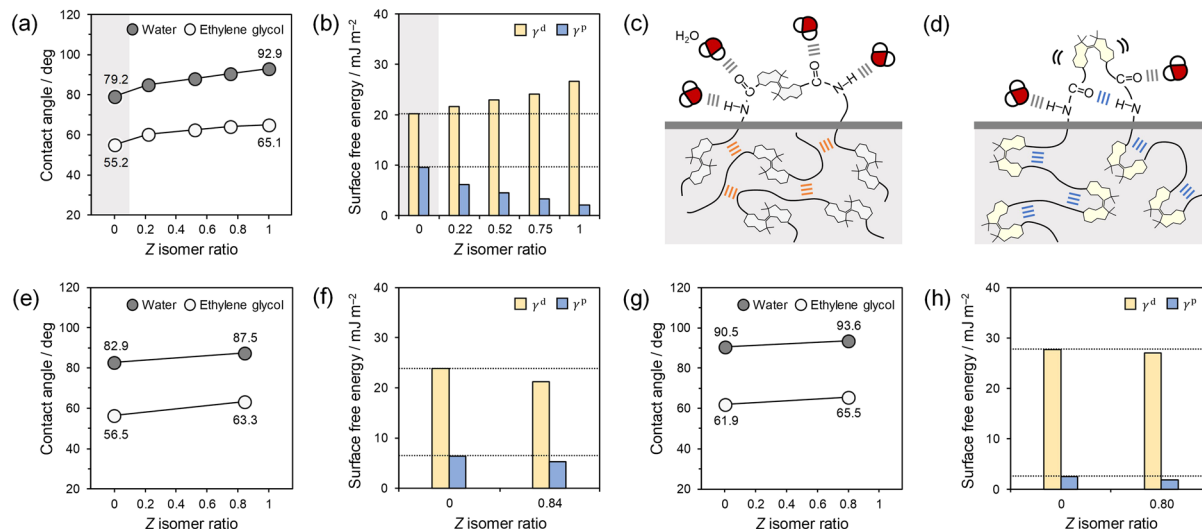 (a)
Water
Ethylene glycol
Contact angle / deg
120
100
80
60
40
20
79.2
92.9
55.2
65.1
0
0.2
0.4
0.6
0.8
1
Z isomer ratio
(b)
γd
γp
Surface free energy / mJ m−2
40
30
20
10
0
0
0.22
0.52
0.75
1
Z isomer ratio
(c)
H2O
O
C
O
C
H
N
H
N
(d)
C
O
C
O
H
N
H
N
(e)
Water
Ethylene glycol
Contact angle / deg
120
100
80
60
40
20
82.9
87.5
56.5
63.3
0
0.2
0.4
0.6
0.8
1
Z isomer ratio
(f)
γd
γp
Surface free energy / mJ m−2
40
30
20
10
0
0
0.84
Z isomer ratio
(g)
Water
Ethylene glycol
Contact angle / deg
120
100
80
60
40
20
90.5
93.6
61.9
65.5
0
0.2
0.4
0.6
0.8
1
Z isomer ratio
(h)
γd
γp
Surface free energy / mJ m−2
40
30
20
10
0
0
0.80
Z isomer ratio